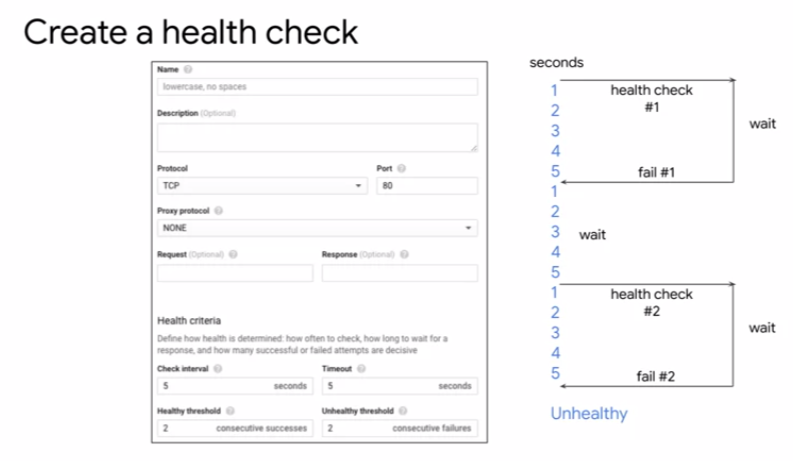 Create a health check
Name
lowercase, no spaces
Description (Optional)
Protocol
Port
TCP
80
Proxy protocol
NONE
Request (Optional)
Response (Optional)
Health criteria
Define how health is determined: how often to check, how long to wait for a
response, and how many successful or failed attempts are decisive
Check interval
Timeout
5 seconds
5 seconds
Healthy threshold
Unhealthy threshold
2 consecutive successes
2 consecutive failures
seconds
1
2
3
4
5
health check
#1
fail #1
wait
1
2
3
4
5
wait
1
2
3
4
5
health check
#2
fail #2
wait
Unhealthy